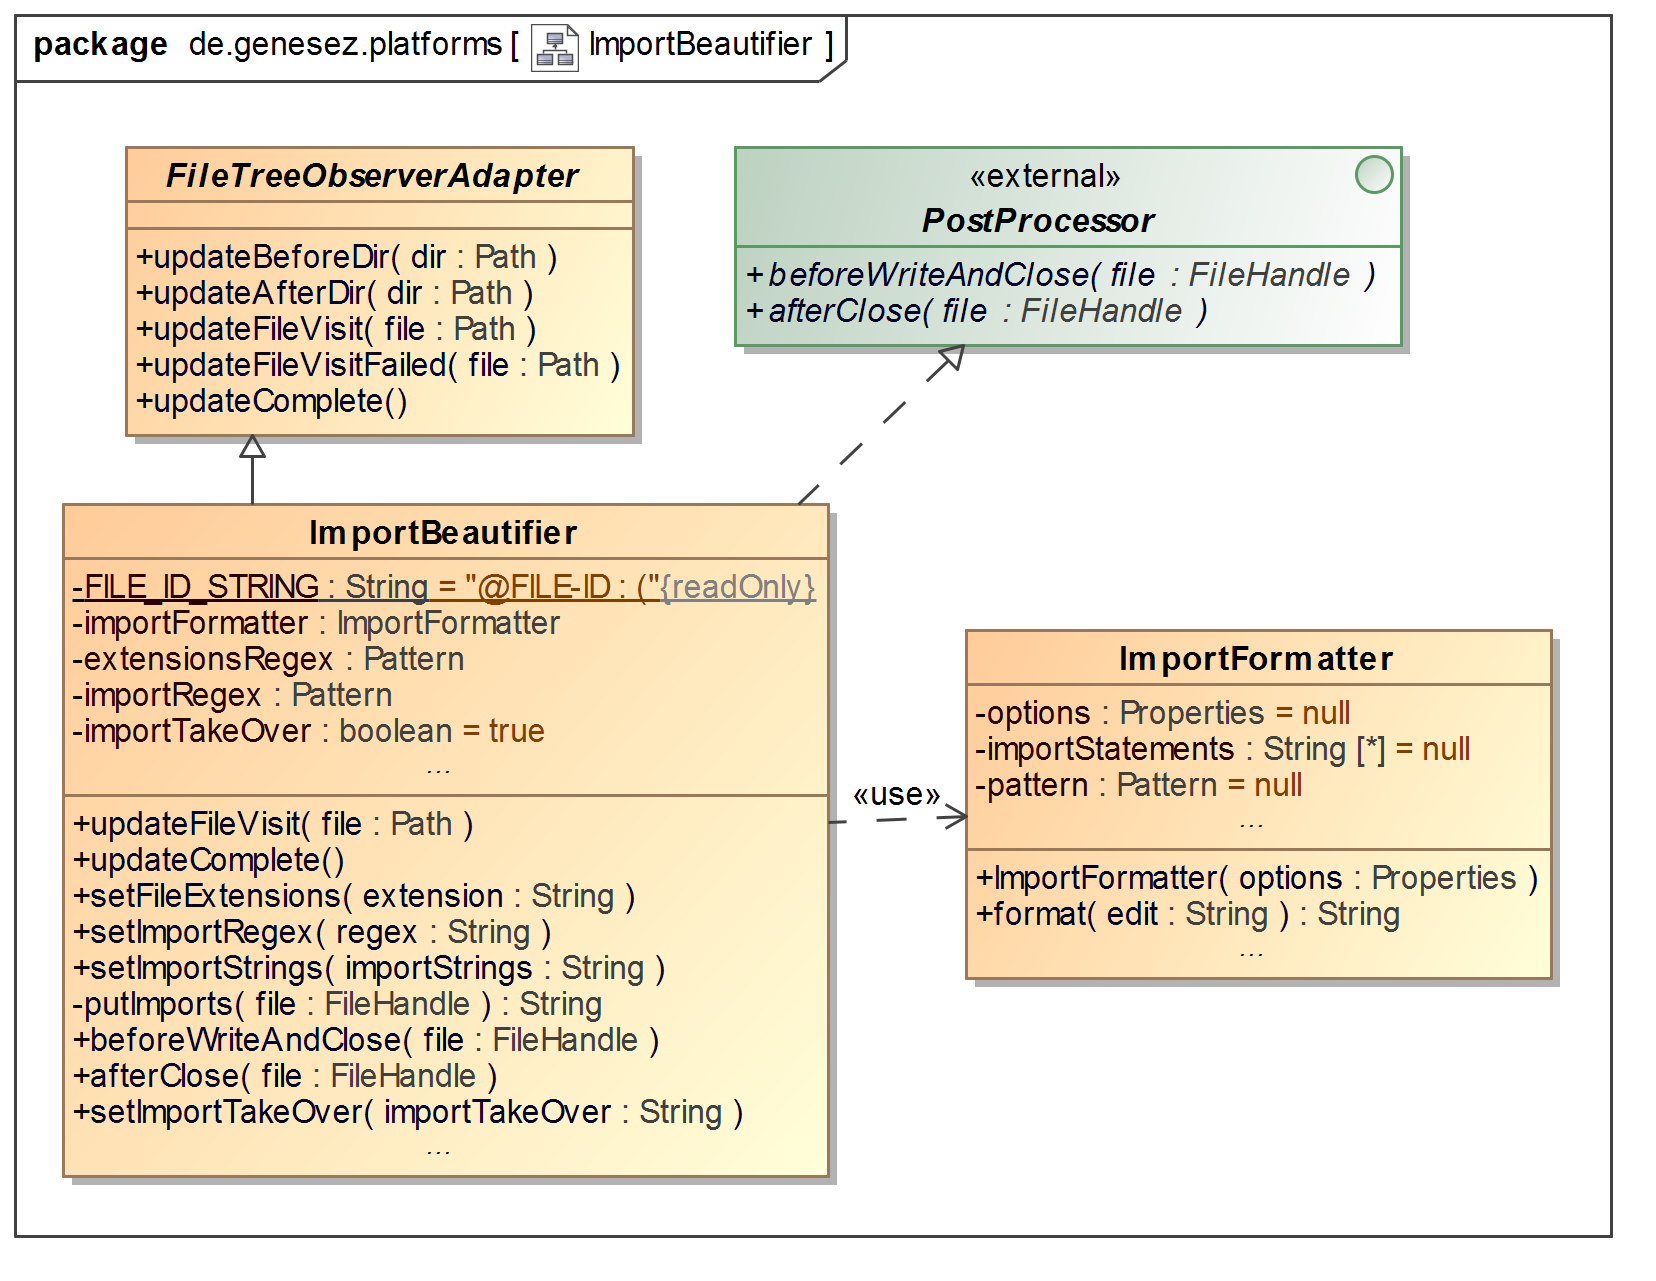 package de.genesez.platforms [ ImportBeautifier ]
FileTreeObserverAdapter
+updateBeforeDir( dir : Path )
+updateAfterDir( dir : Path )
+updateFileVisit( file : Path )
+updateFileVisitFailed( file : Path )
+updateComplete()
«external»
PostProcessor
+beforeWriteAndClose( file : FileHandle )
+afterClose( file : FileHandle )
ImportBeautifier
-FILE_ID_STRING : String = "@FILE-ID : ("{readOnly}
-importFormatter : ImportFormatter
-extensionsRegex : Pattern
-importRegex : Pattern
-importTakeOver : boolean = true
...
+updateFileVisit( file : Path )
+updateComplete()
+setFileExtensions( extension : String )
+setImportRegex( regex : String )
+setImportStrings( importStrings : String )
-putImports( file : FileHandle ) : String
+beforeWriteAndClose( file : FileHandle )
+afterClose( file : FileHandle )
+setImportTakeOver( importTakeOver : String )
...
«use»
ImportFormatter
-options : Properties = null
-importStatements : String [*] = null
-pattern : Pattern = null
...
+ImportFormatter( options : Properties )
+format( edit : String ) : String
...